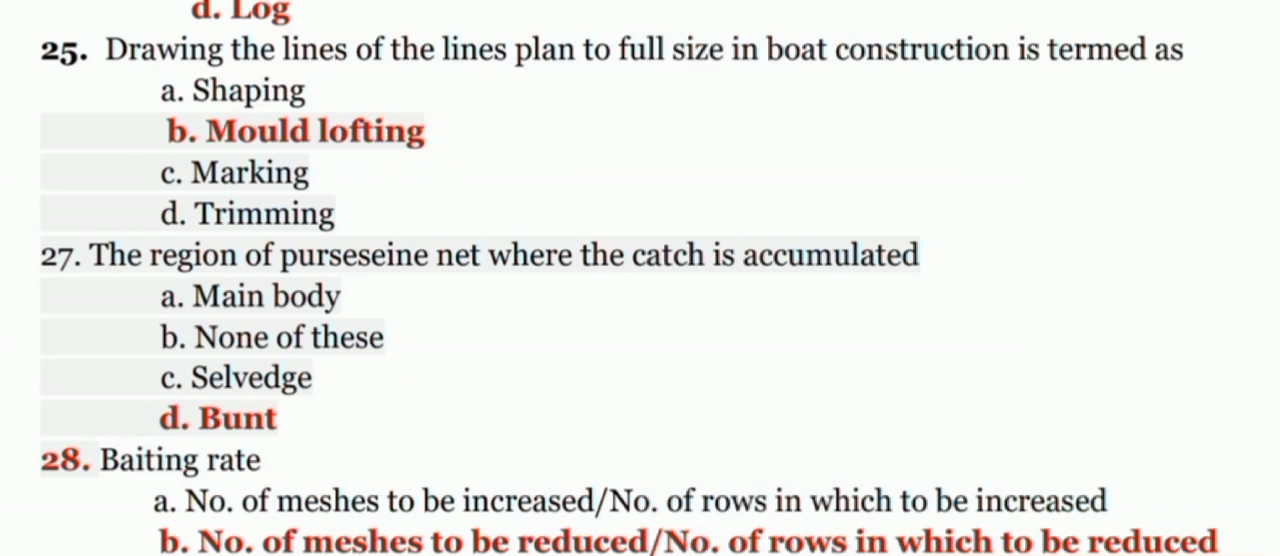 d. Log
25. Drawing the lines of the lines plan to full size in boat construction is termed as
a. Shaping
b. Mould lofting
c. Marking
d. Trimming
27. The region of purseseine net where the catch is accumulated
a. Main body
b. None of these
c. Selvedge
d. Bunt
28. Baiting rate
a. No. of meshes to be increased/No. of rows in which to be increased
b. No. of meshes to be reduced/No. of rows in which to be reduced